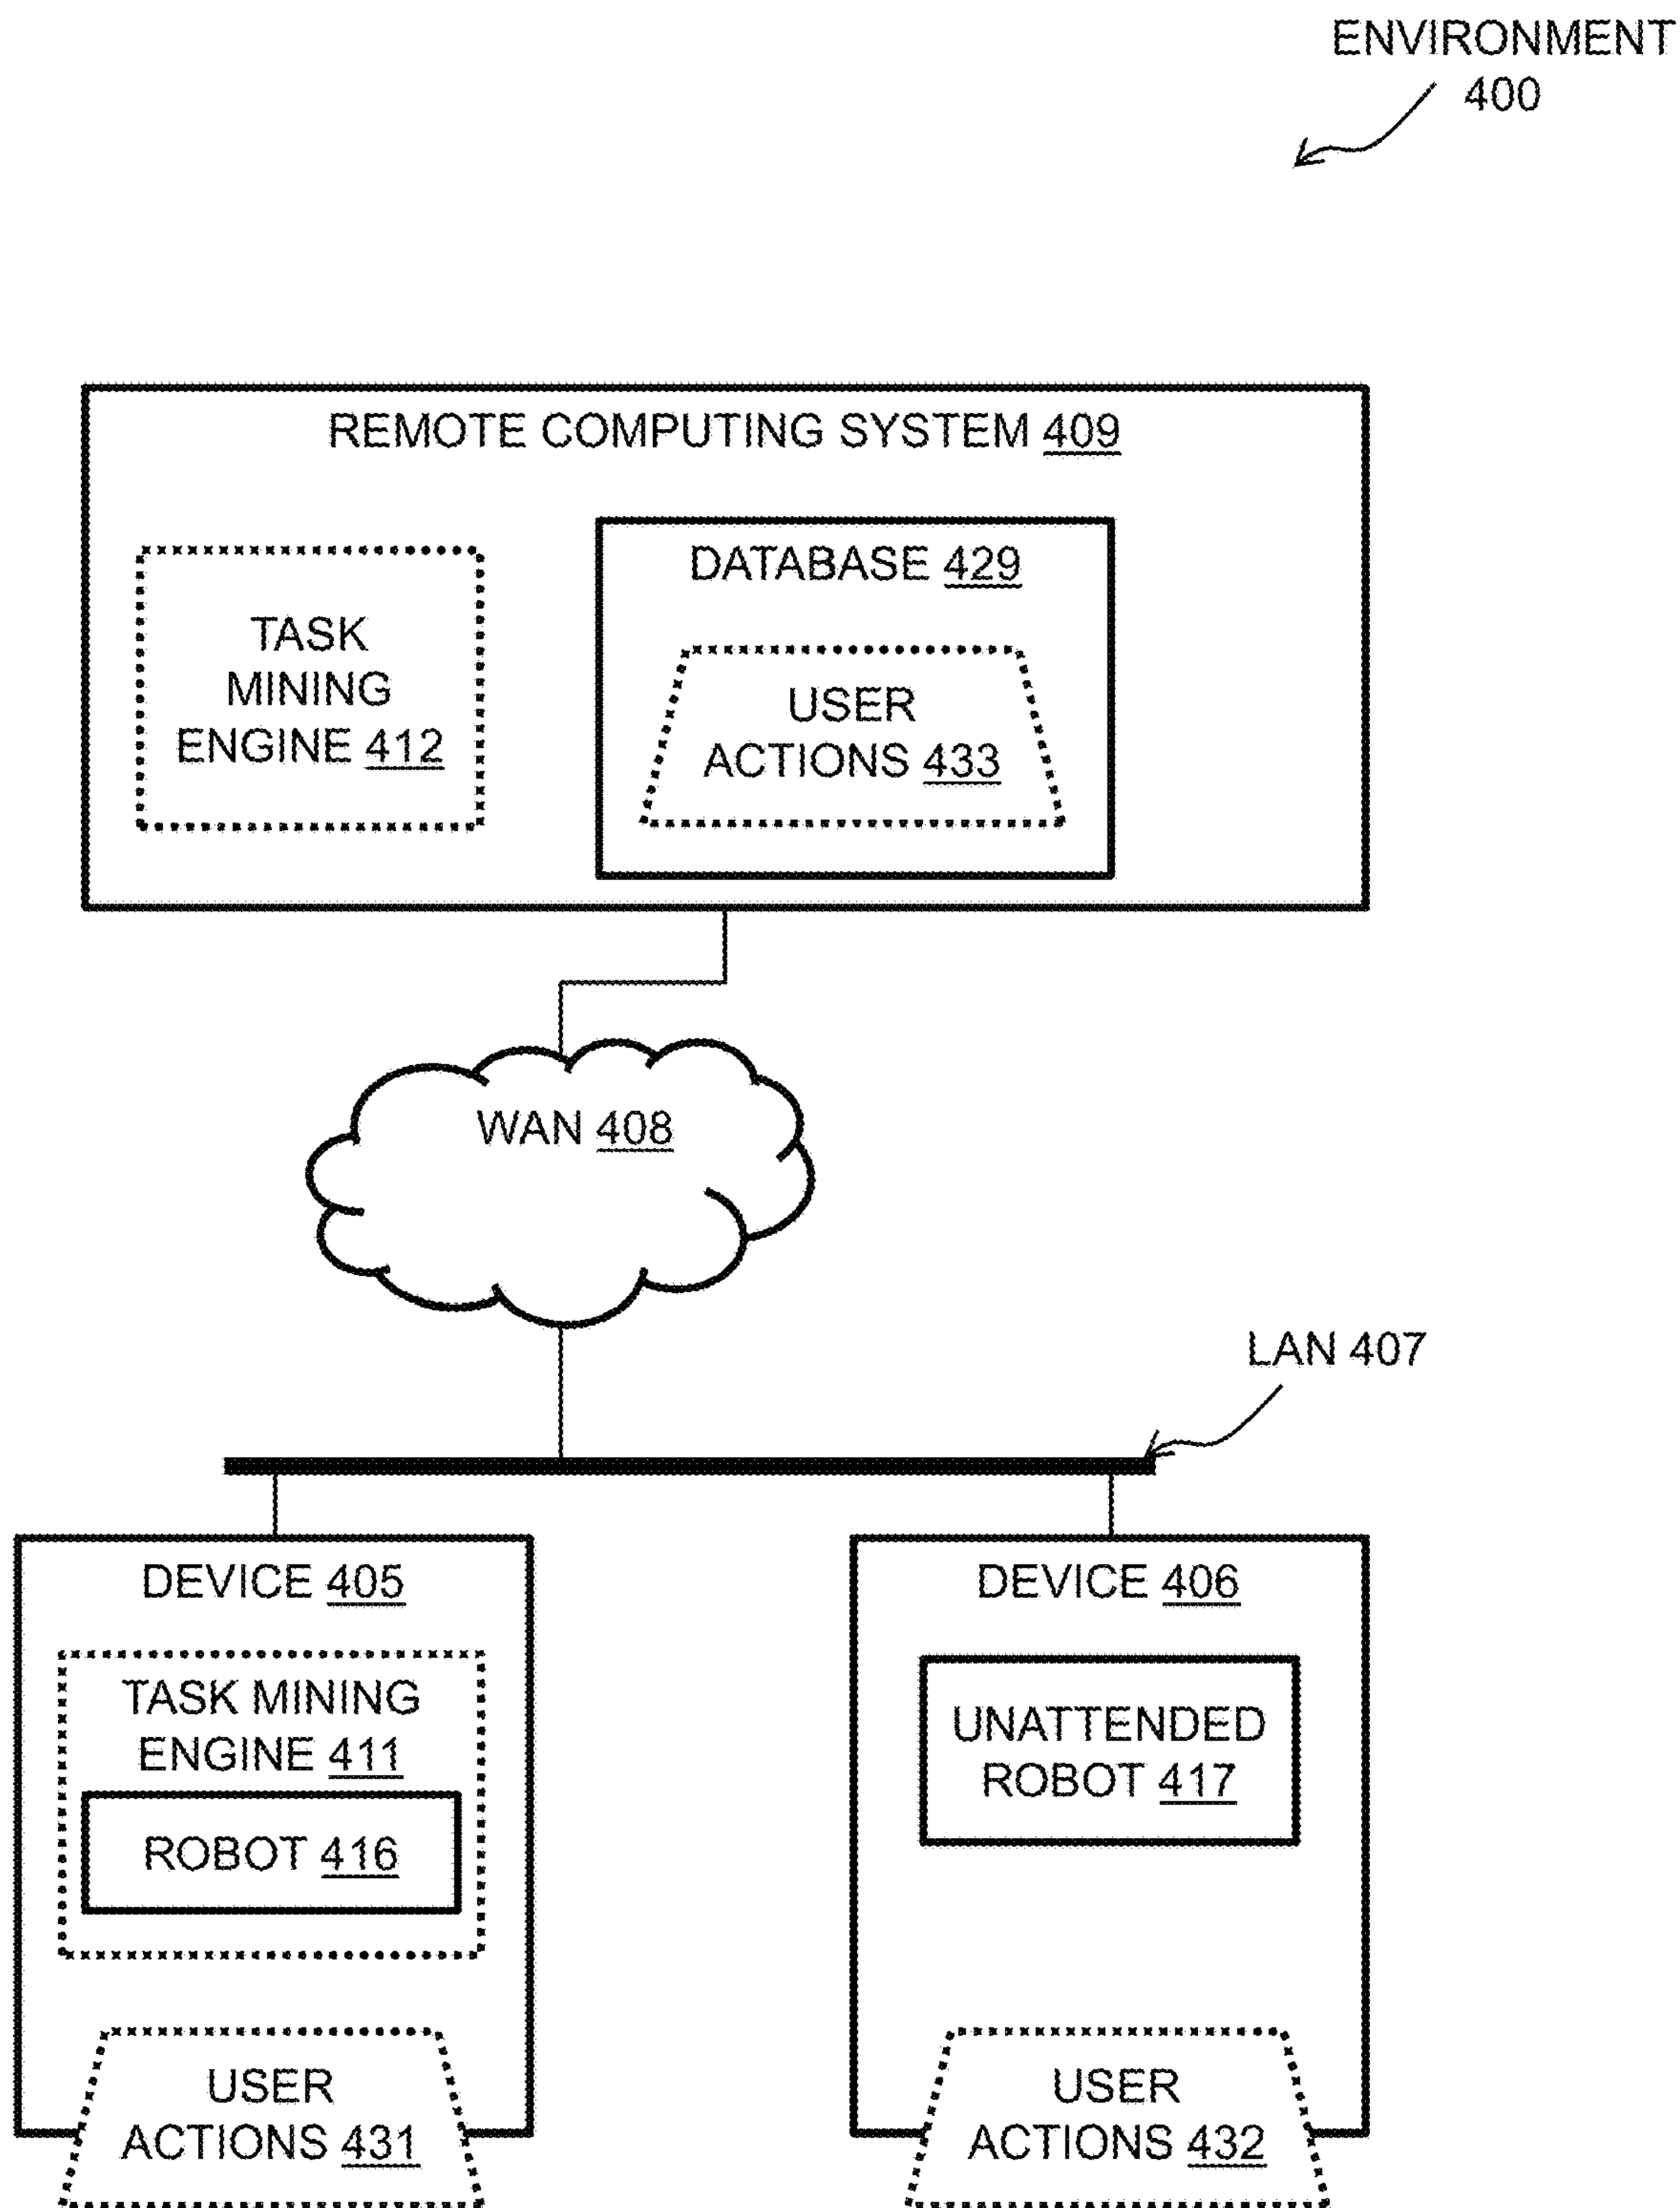 ENVIRONMENT
400
REMOTE COMPUTING SYSTEM 409
TASK
MINING
ENGINE 412
DATABASE 429
USER
ACTIONS 433
WAN 408
LAN 407
DEVICE 405
TASK MINING
ENGINE 411
ROBOT 416
USER
ACTIONS 431
DEVICE 406
UNATTENDED
ROBOT 417
USER
ACTIONS 432